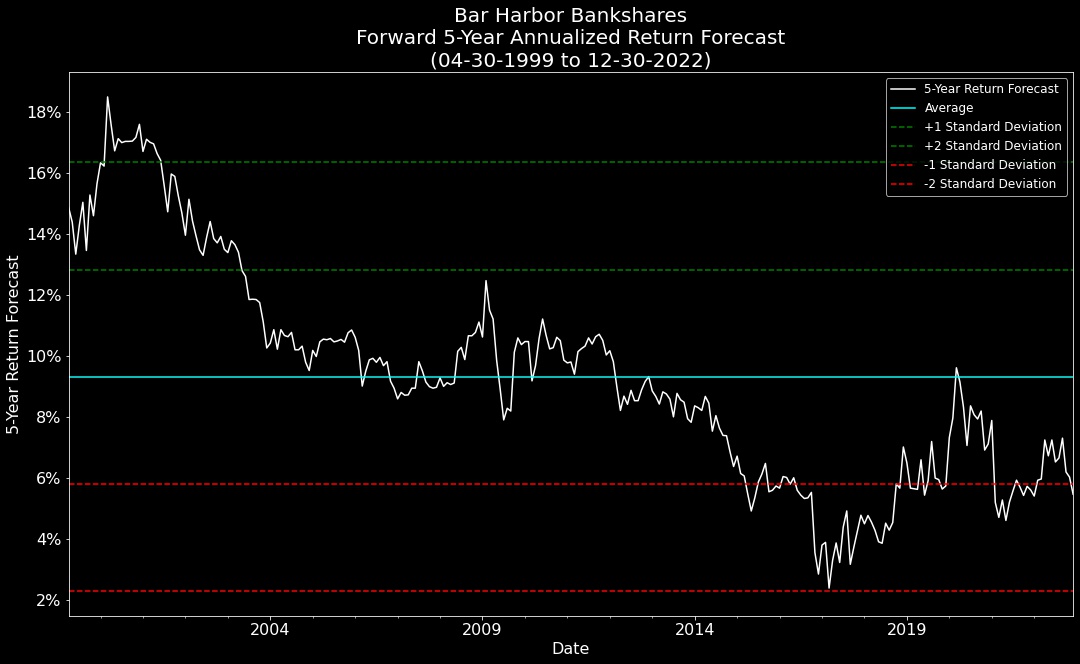 Bar Harbor Bankshares
Forward 5-Year Annualized Return Forecast
(04-30-1999 to 12-30-2022)
5-Year Return Forecast
Average
+1 Standard Deviation
+2 Standard Deviation
-1 Standard Deviation
-2 Standard Deviation
5-Year Return Forecast
18%
16%
14%
12%
10%
8%
6%
4%
2%
2004
2009
2014
2019
Date